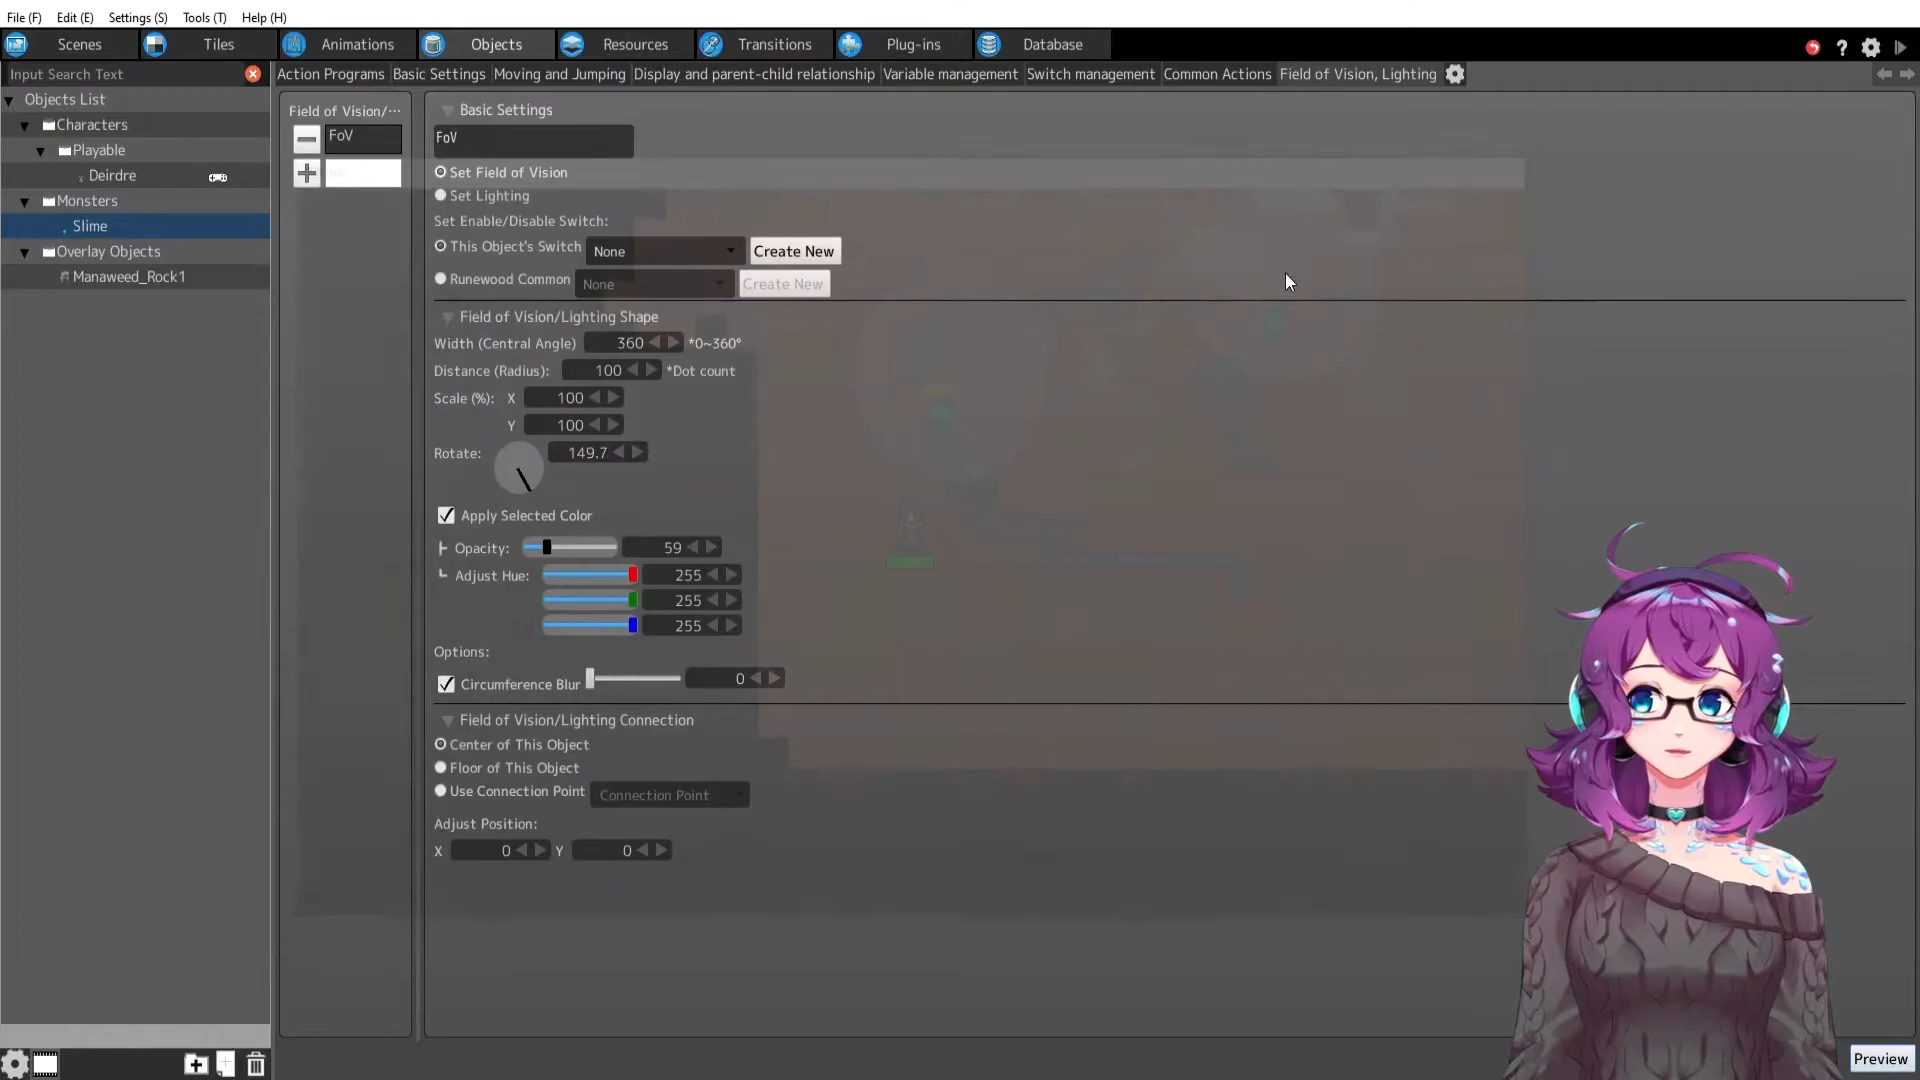 File (F) Edit (E) Settings (S) Tools (T) Help (H)
Scenes Tiles Animations Objects Resources Transitions Plug-ins Database
Input Search Text
Action Programs Basic Settings Moving and Jumping Display and parent-child relationship Variable management Switch management Common Actions Field of Vision, Lighting
Objects List
Characters
Playable
Deirdre
Monsters
Slime
Overlay Objects
Manaweed_Rock1
Field of Vision/···
FoV
Basic Settings
FoV
Set Field of Vision
Set Lighting
Set Enable/Disable Switch:
This Object's Switch None Create New
Runewood Common None Create New
Field of Vision/Lighting Shape
Width (Central Angle) 360 *0~360°
Distance (Radius): 100 *Dot count
Scale (%): X 100
Y 100
Rotate: 149.7
Apply Selected Color
Opacity: 59
Adjust Hue: 255
255
255
Options:
Circumference Blur 0
Field of Vision/Lighting Connection
Center of This Object
Floor of This Object
Use Connection Point Connection Point
Adjust Position:
X 0 Y 0
Preview